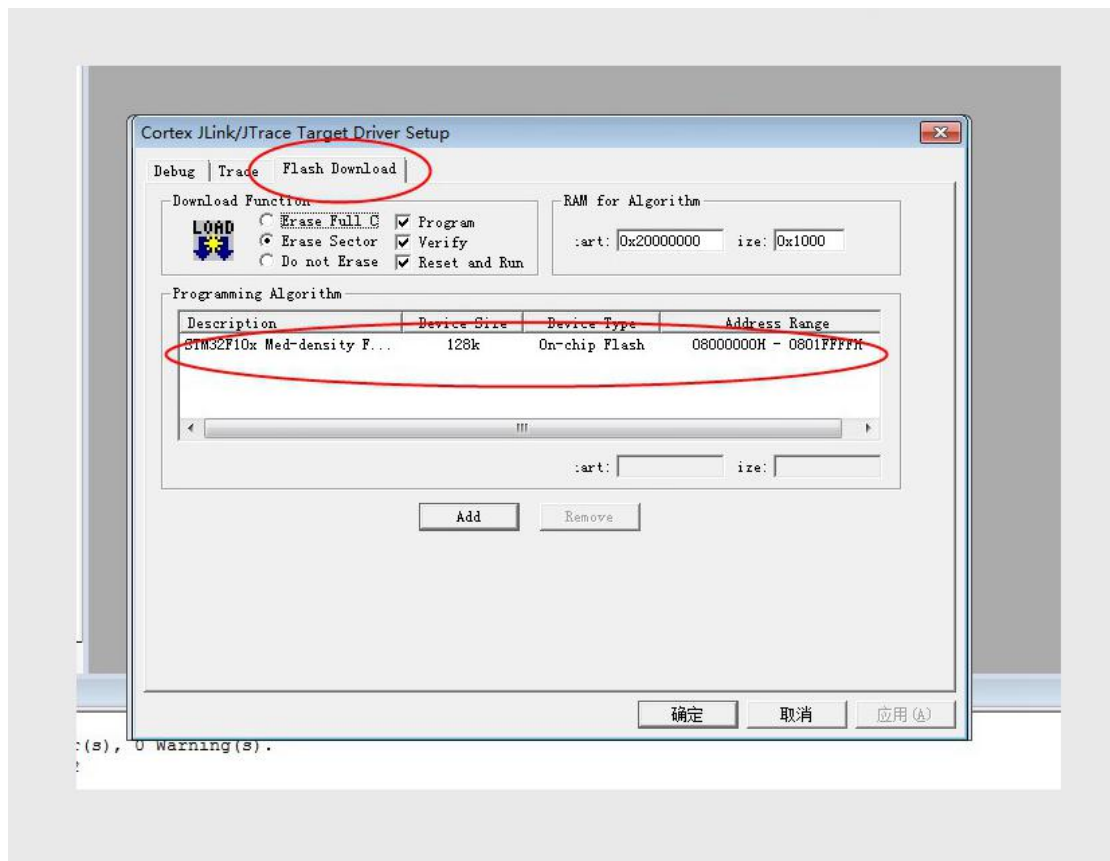 Cortex JLink/JTrace Target Driver Setup
Debug Trace Flash Download
Download Function
LOAD
Erase Full C
Erase Sector
Do not Erase
Program
Verify
Reset and Run
RAM for Algorithm
:art: 0x20000000 ize: 0x1000
Programming Algorithm
Description Device Size Device Type Address Range
STM32F10x Med-density F... 128k On-chip Flash 08000000H - 0801FFFFH
:art: ize:
Add Remove
确定 取消 应用(A)
(s), 0 Warning(s).